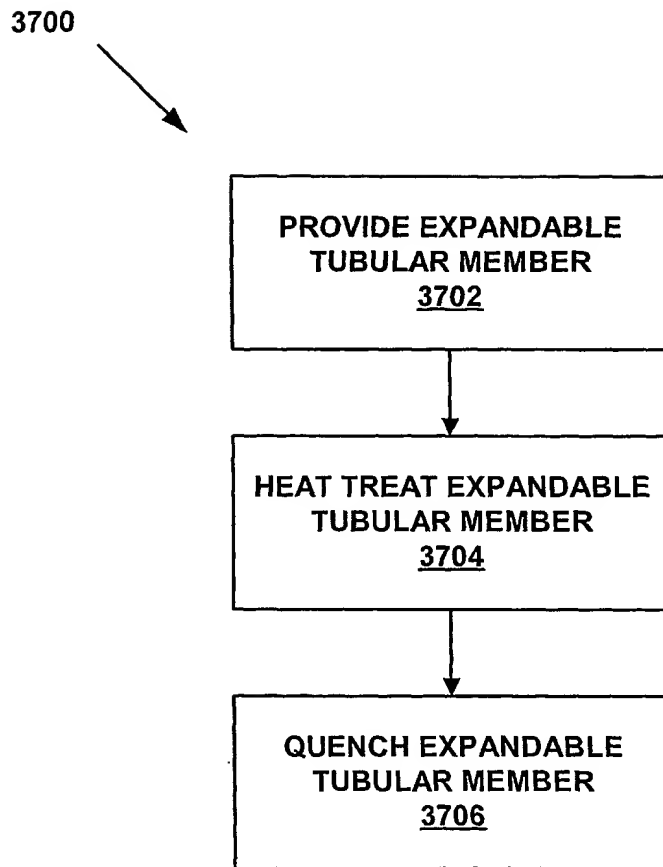 3700
PROVIDE EXPANDABLE
TUBULAR MEMBER
3702
HEAT TREAT EXPANDABLE
TUBULAR MEMBER
3704
QUENCH EXPANDABLE
TUBULAR MEMBER
3706